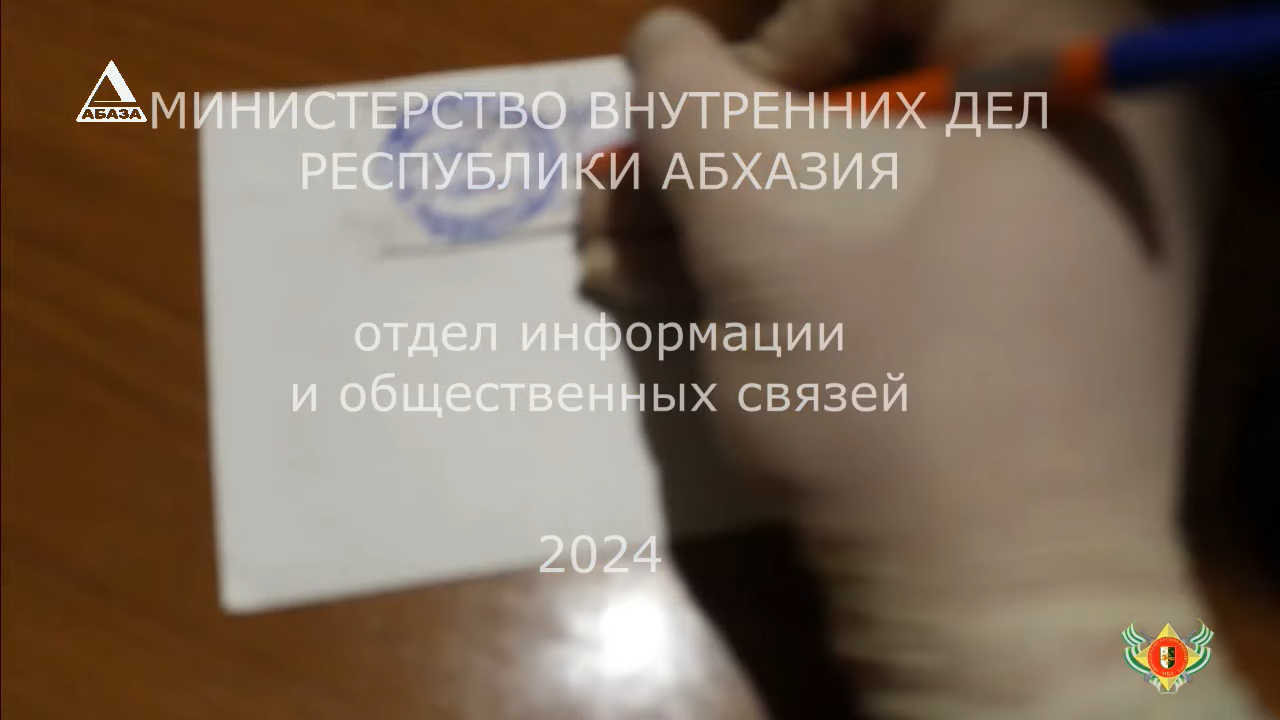 АБАЗА
МИНИСТЕРСТВО ВНУТРЕННИХ ДЕЛ
РЕСПУБЛИКИ АБХАЗИЯ
отдел информации
и общественных связей
2024